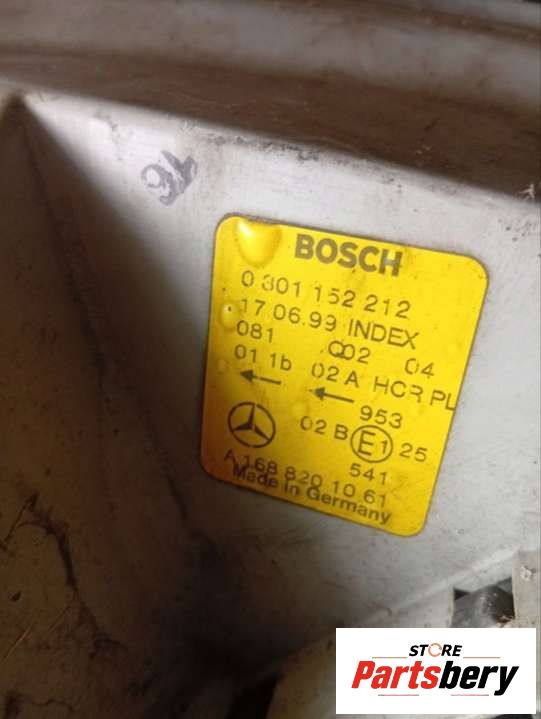 16
BOSCH
0 301 152 212
17.06.99 INDEX
081 Q02 04
01 1b 02 A HCR PL
953
02 B E1 25
541
A 168 820 10 61
Made in Germany
STORE
Partsbery